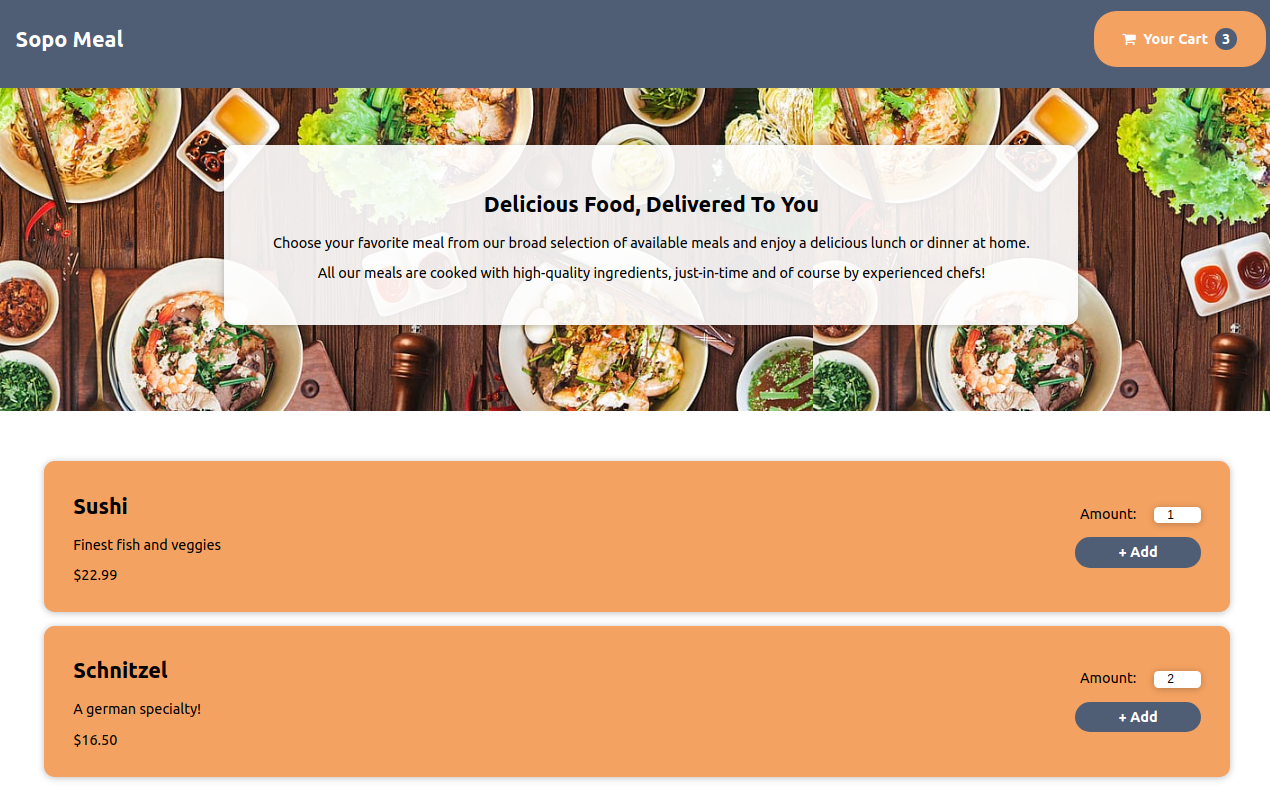 Sopo Meal
Your Cart 3
Delicious Food, Delivered To You
Choose your favorite meal from our broad selection of available meals and enjoy a delicious lunch or dinner at home.
All our meals are cooked with high-quality ingredients, just-in-time and of course by experienced chefs!
Sushi
Finest fish and veggies
$22.99
Amount: 1
+ Add
Schnitzel
A german specialty!
$16.50
Amount: 2
+ Add